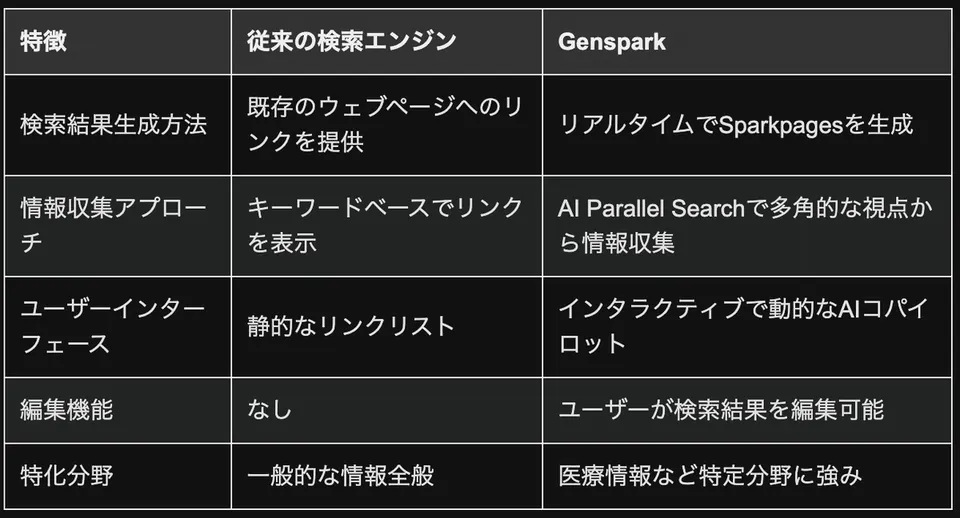 特徴
従来の検索エンジン
Genspark
検索結果生成方法
既存のウェブページへのリ
ンクを提供
リアルタイムでSparkpagesを生成
情報収集アプロー
チ
キーワードベースでリンク
を表示
AI Parallel Searchで多角的な視点か
ら情報収集
ユーザーインター
フェース
静的なリンクリスト
インタラクティブで動的なAIコパイ
ロット
編集機能
なし
ユーザーが検索結果を編集可能
特化分野
一般的な情報全般
医療情報など特定分野に強み